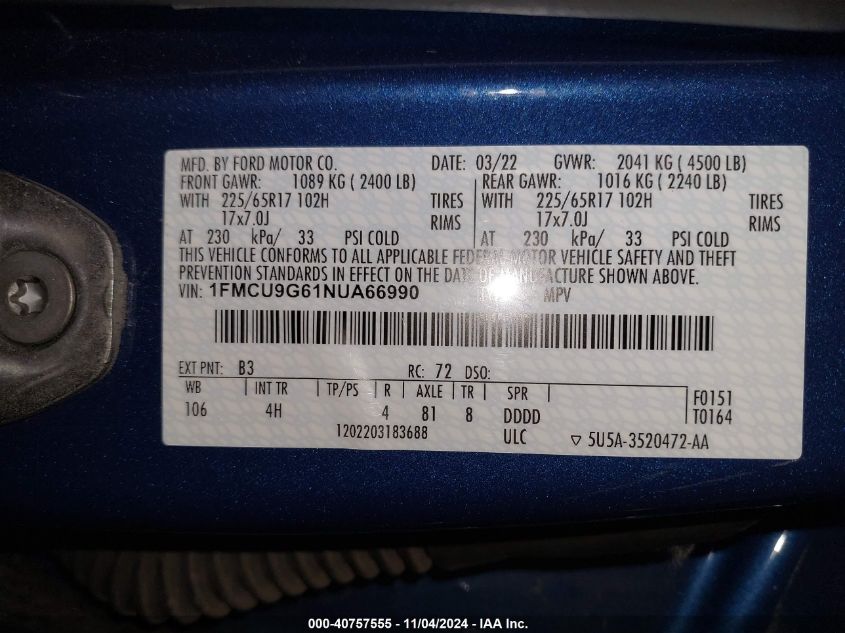 MFD. BY FORD MOTOR CO. DATE: 03/22 GVWR: 2041 KG ( 4500 LB)
FRONT GAWR: 1089 KG ( 2400 LB) REAR GAWR: 1016 KG ( 2240 LB)
WITH 225/65R17 102H TIRES WITH 225/65R17 102H TIRES
17x7.0J RIMS 17x7.0J RIMS
AT 230 kPa/ 33 PSI COLD AT 230 kPa/ 33 PSI COLD
THIS VEHICLE CONFORMS TO ALL APPLICABLE FEDERAL MOTOR VEHICLE SAFETY AND THEFT
PREVENTION STANDARDS IN EFFECT ON THE DATE OF MANUFACTURE SHOWN ABOVE.
VIN: 1FMCU9G61NUA66990 MPV
EXT PNT: B3 RC: 72 DSO:
WB INT TR TP/PS R AXLE TR SPR F0151
106 4H 4 81 8 DDDD T0164
1202203183688 ULC ▽ 5U5A-3520472-AA
000-40757555 - 11/04/2024 - IAA Inc.